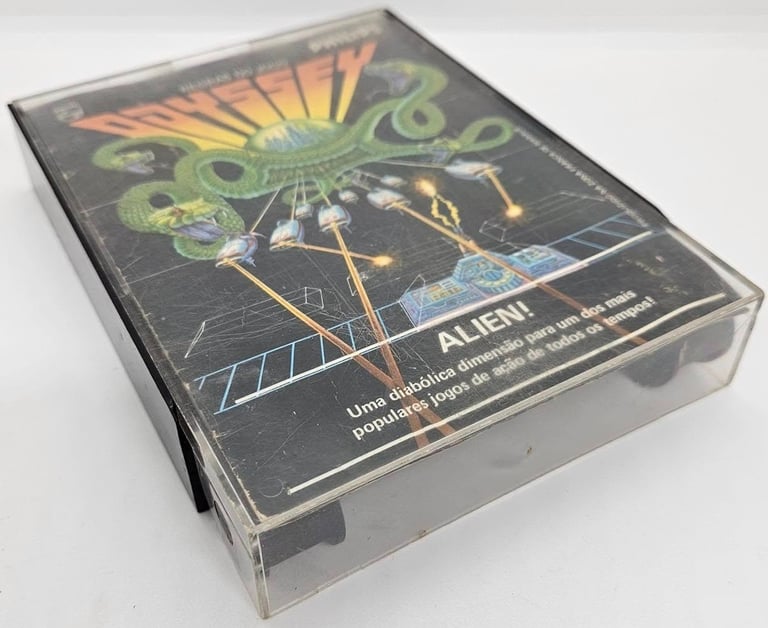 PHILIPS
ODYSSEY
ALIEN!
Uma diabólica dimensão para um dos mais
populares jogos de ação de todos os tempos!